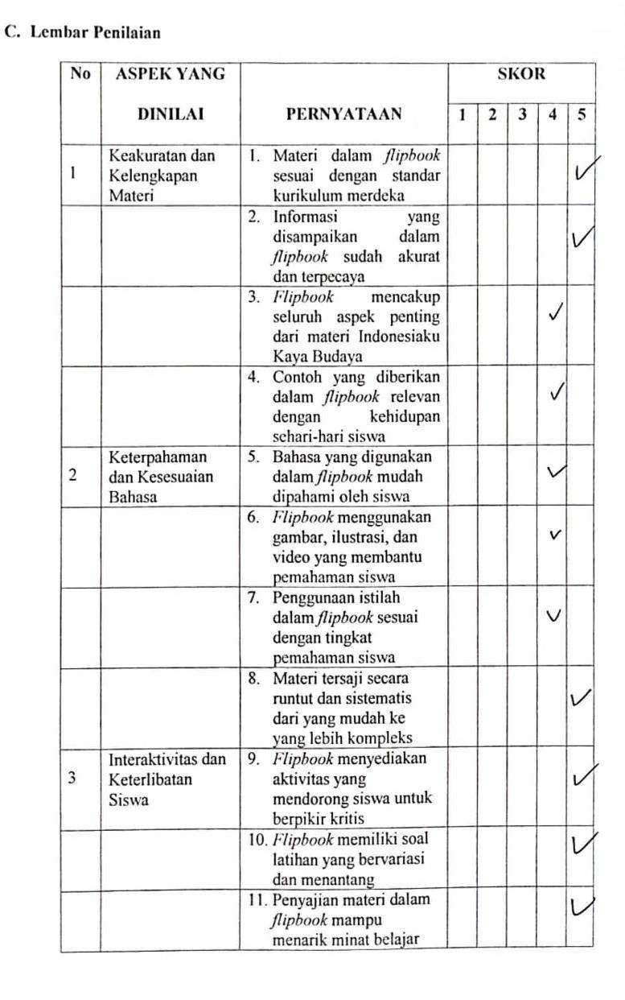 C. Lembar Penilaian
No ASPEK YANG DINILAI PERNYATAAN SKOR
1 2 3 4 5
1 Keakuratan dan Kelengkapan Materi
1. Materi dalam flipbook
sesuai dengan standar
kurikulum merdeka
✓
2. Informasi yang
disampaikan dalam
flipbook sudah akurat
dan terpecaya
✓
3. Flipbook mencakup
seluruh aspek penting
dari materi Indonesiaku
Kaya Budaya
✓
4. Contoh yang diberikan
dalam flipbook relevan
dengan kehidupan
sehari-hari siswa
✓
2 Keterpahaman dan Kesesuaian Bahasa
5. Bahasa yang digunakan
dalam flipbook mudah
dipahami oleh siswa
✓
6. Flipbook menggunakan
gambar, ilustrasi, dan
video yang membantu
pemahaman siswa
✓
7. Penggunaan istilah
dalam flipbook sesuai
dengan tingkat
pemahaman siswa
✓
8. Materi tersaji secara
runtut dan sistematis
dari yang mudah ke
yang lebih kompleks
✓
3 Interaktivitas dan Keterlibatan Siswa
9. Flipbook menyediakan
aktivitas yang
mendorong siswa untuk
berpikir kritis
✓
10. Flipbook memiliki soal
latihan yang bervariasi
dan menantang
✓
11. Penyajian materi dalam
flipbook mampu
menarik minat belajar
✓